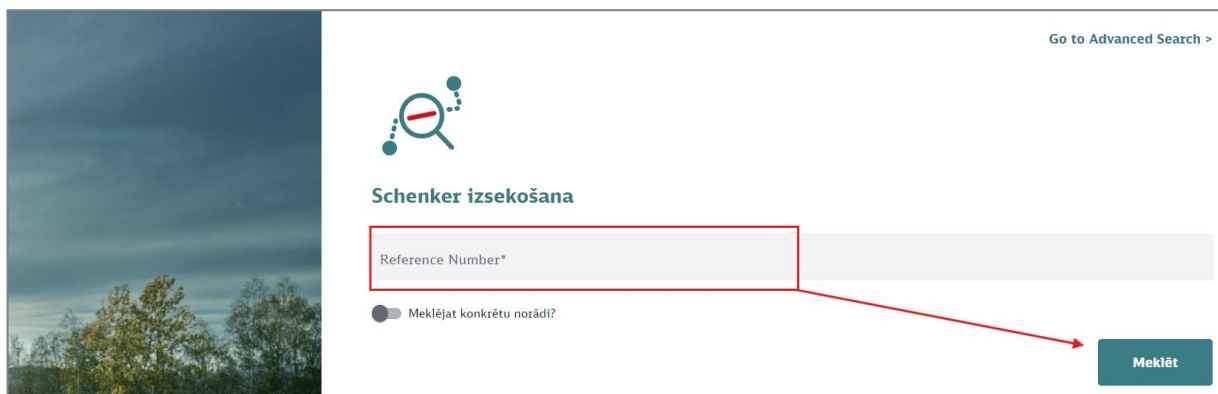 Go to Advanced Search >
Schenker izsekošana
Reference Number*
Meklējat konkrētu norādi?
Meklēt